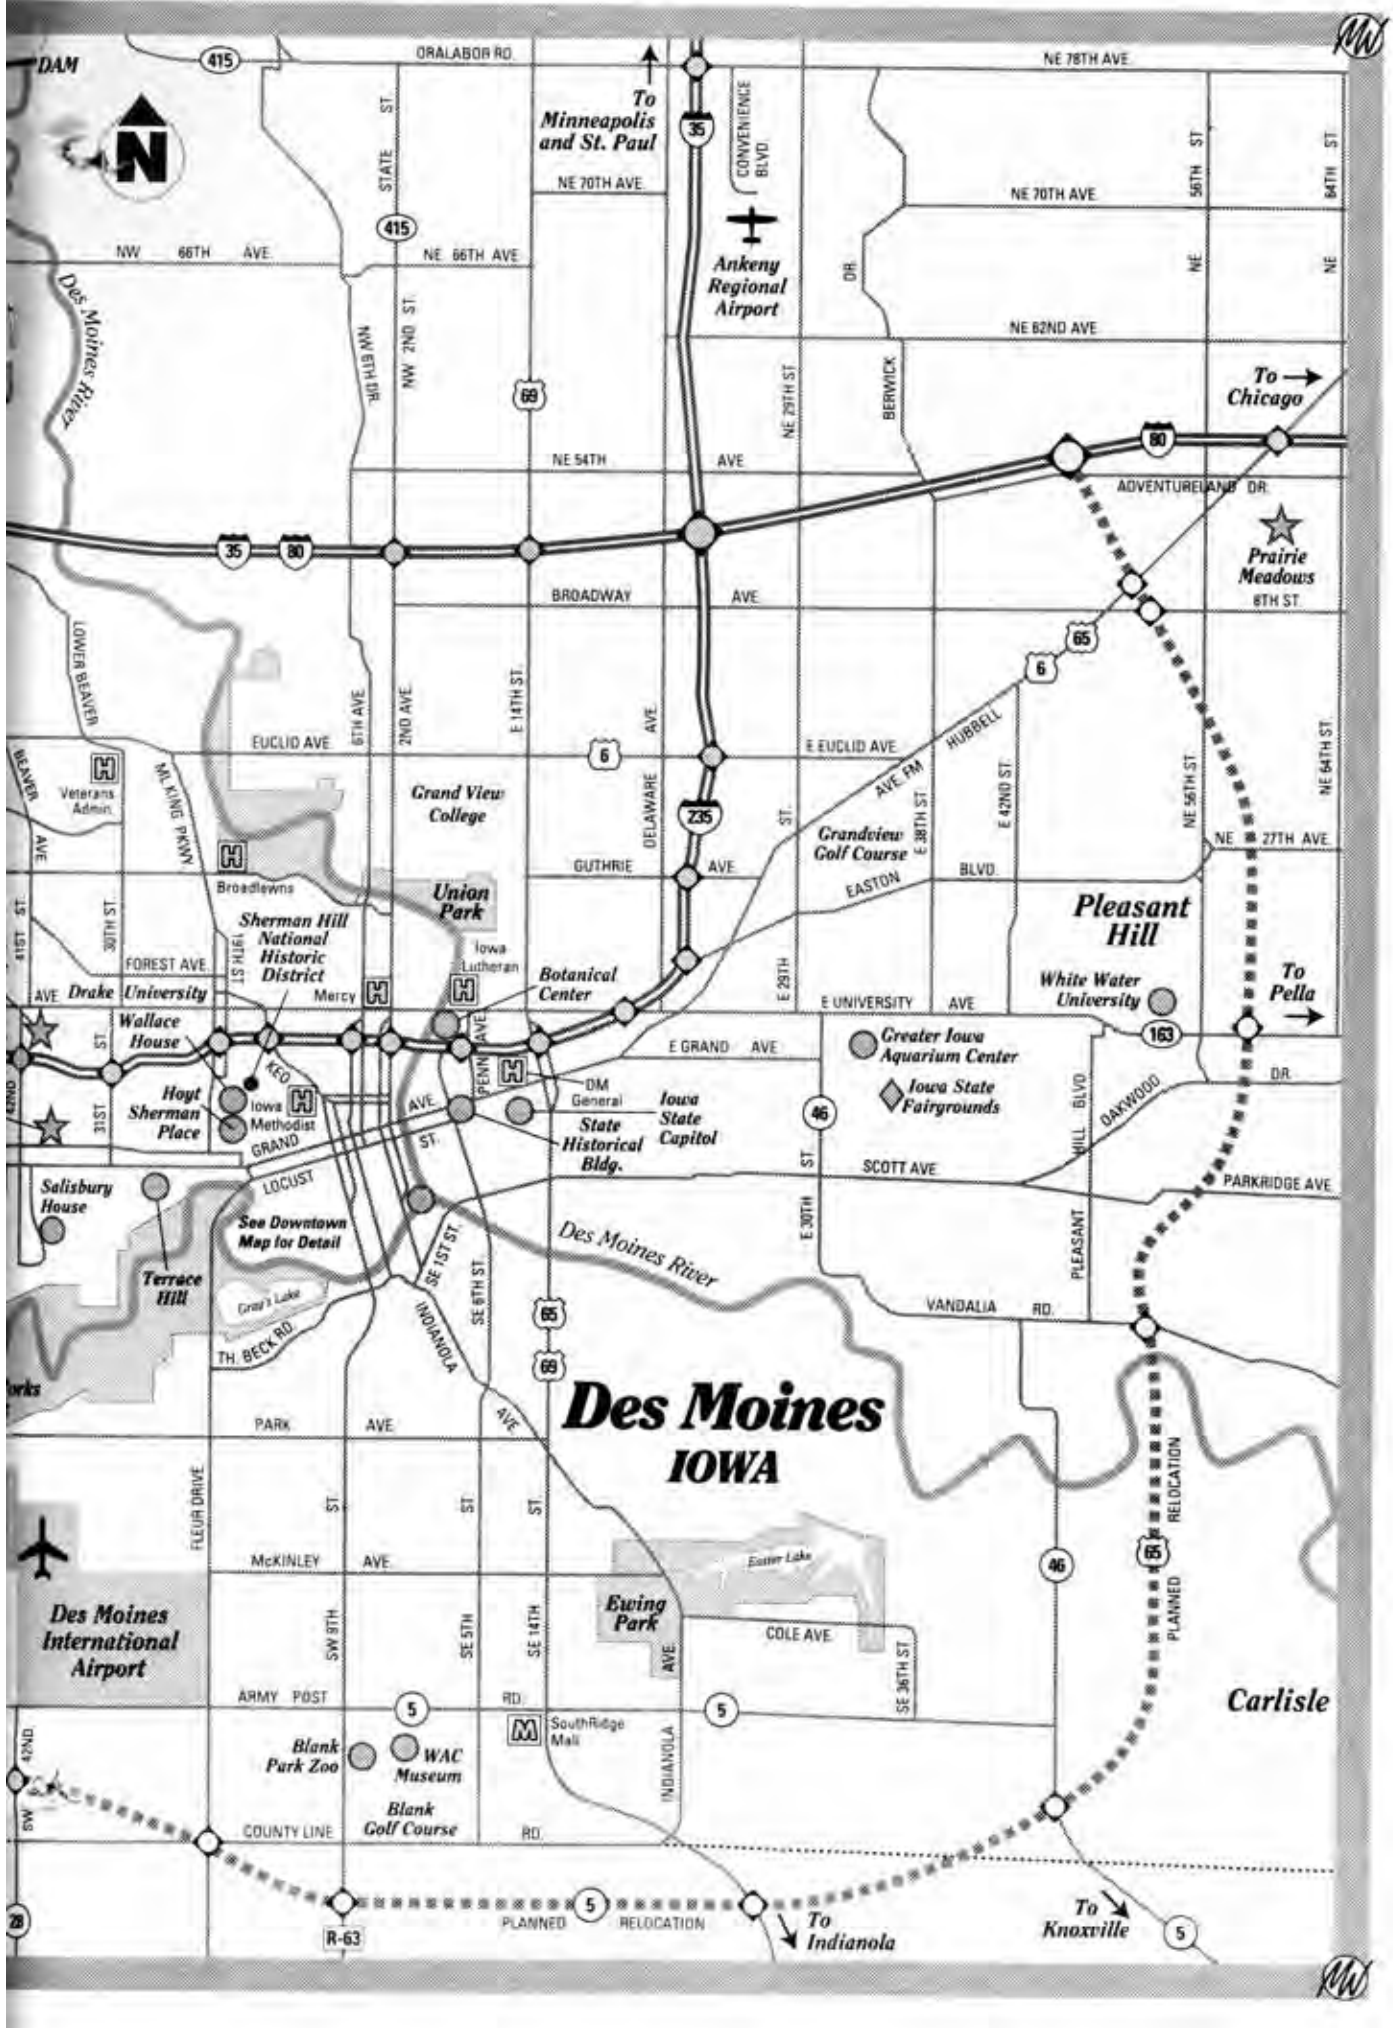 DAM
415
ORALABOR RD.
NE 78TH AVE.
N
STATE ST.
To
Minneapolis
and St. Paul
35
CONVENIENCE
BLVD.
56TH ST
64TH ST
NE 70TH AVE.
NE 70TH AVE.
415
NW 66TH AVE.
NE 66TH AVE.
Des Moines River
Ankeny
Regional
Airport
DR.
NE
NE
NW 6TH DR.
NW 2ND ST.
NE 62ND AVE
69
NE 29TH ST
BERWICK
To
Chicago
NE 54TH AVE
80
ADVENTURELAND DR.
35
80
Prairie
Meadows
8TH ST.
BROADWAY AVE
65
6
LOWER BEAVER
6TH AVE
2ND AVE.
E 14TH ST.
DELAWARE AVE.
EUCLID AVE
6
E EUCLID AVE
HUBBELL
AVE. FM
NE 56TH ST
NE 64TH ST.
BEAVER
AVE
H
Veterans
Admin.
ML KING PKWY.
Grand View
College
235
ST.
Grandview
Golf Course
E 38TH ST.
E 42ND ST.
NE 27TH AVE.
H
Broadlawns
GUTHRIE AVE.
EASTON BLVD.
Union
Park
Pleasant
Hill
41ST ST.
30TH ST.
19TH ST
Sherman Hill
National
Historic
District
FOREST AVE.
Iowa
Lutheran
H
Mercy
H
Botanical
Center
E 29TH
White Water
University
To
Pella
AVE
Drake University
E UNIVERSITY AVE
163
Wallace
House
PENN AVE
E GRAND AVE
Greater Iowa
Aquarium Center
42ND
31ST ST
KEO
H
DM
General
Iowa State
Fairgrounds
OAKWOOD DR.
Hoyt
Sherman
Place
Iowa
Methodist
H
GRAND AVE.
State
Historical
Bldg.
Iowa
State
Capitol
46
PLEASANT HILL BLVD
LOCUST ST.
SCOTT AVE
PARKRIDGE AVE
Salisbury
House
E 30TH ST.
See Downtown
Map for Detail
SE 1ST ST.
SE 6TH ST.
Des Moines River
Terrace
Hill
Gray's Lake
TH. BECK RD.
INDIANOLA AVE
65
VANDALIA RD.
69
orks
Des Moines
IOWA
PARK AVE.
FLEUR DRIVE
ST
ST
ST.
PLANNED RELOCATION
65
McKINLEY AVE.
Easter Lake
46
Des Moines
International
Airport
Ewing
Park
COLE AVE.
SE 36TH ST
SW 9TH
SE 5TH
SE 14TH
AVE.
Carlisle
ARMY POST RD.
5
5
M
SouthRidge
Mall
SW 42ND
Blank
Park Zoo
WAC
Museum
INDIANOLA
Blank
Golf Course
COUNTY LINE RD.
28
R-63
PLANNED RELOCATION
5
To
Indianola
To
Knoxville
5
MW
MW